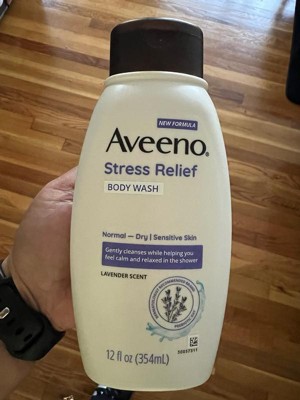 NEW FORMULA
Aveeno®
Stress Relief
BODY WASH
Normal — Dry | Sensitive Skin
Gently cleanses while helping you
feel calm and relaxed in the shower
LAVENDER SCENT
12 fl oz (354mL)